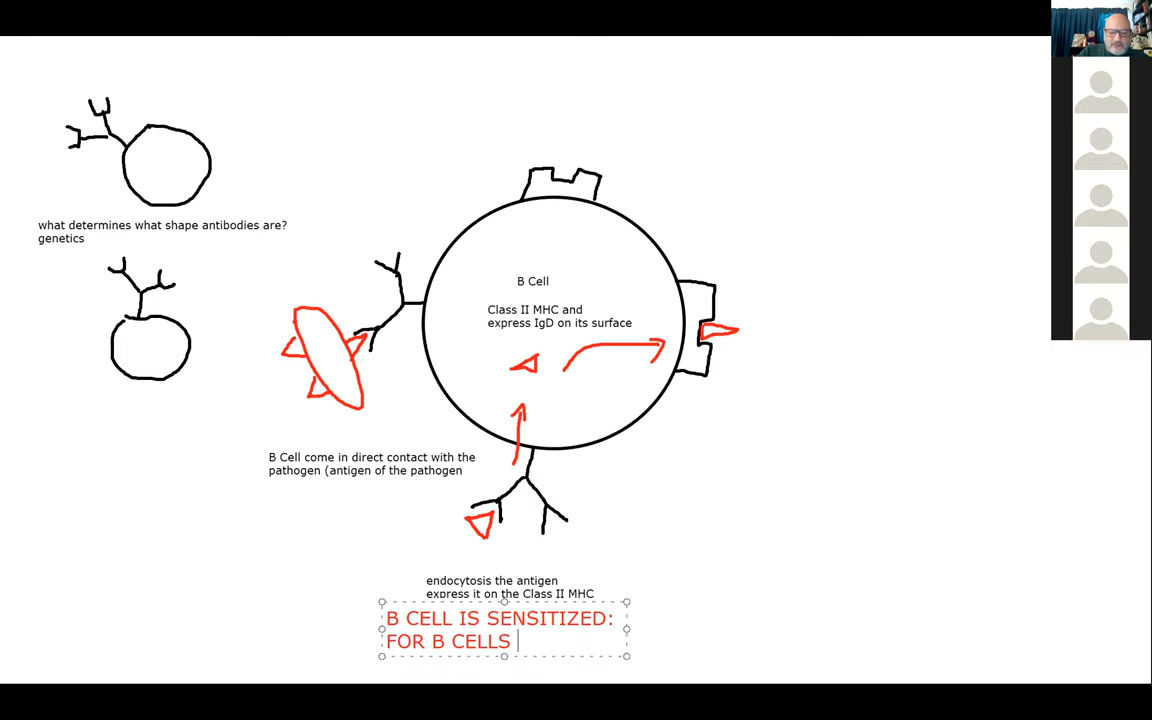 what determines what shape antibodies are?
genetics
B Cell
Class II MHC and
express IgD on its surface
B Cell come in direct contact with the
pathogen (antigen of the pathogen
endocytosis the antigen
express it on the Class II MHC
B CELL IS SENSITIZED:
FOR B CELLS